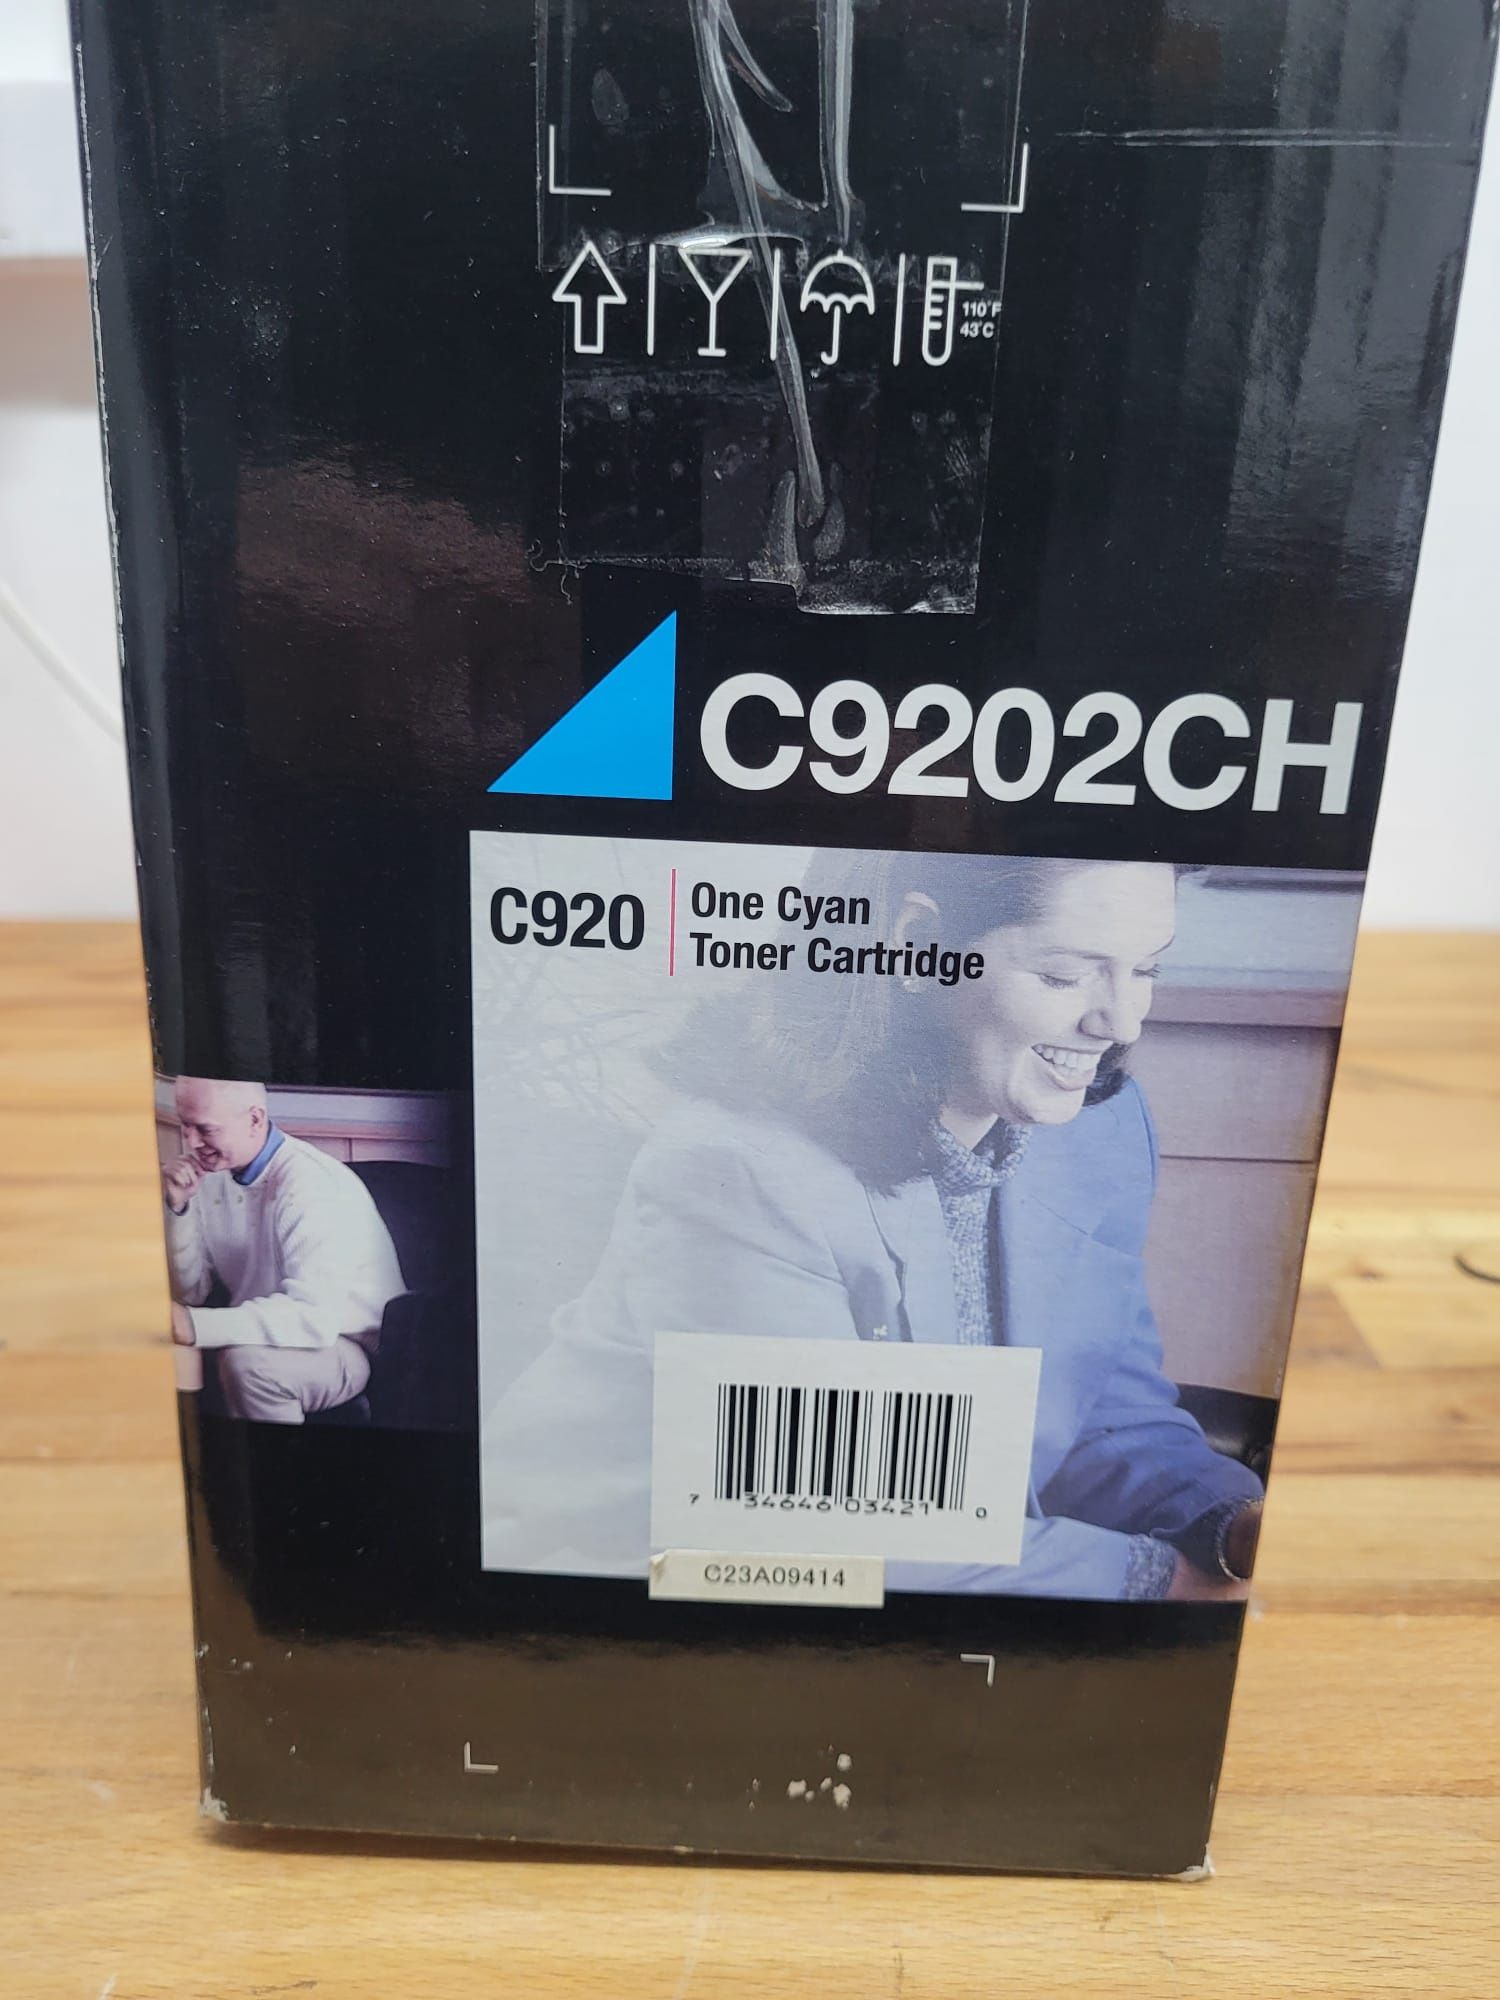 110°F
43°C
C9202CH
C920
One Cyan
Toner Cartridge
7 34646 03421 0
C23A09414